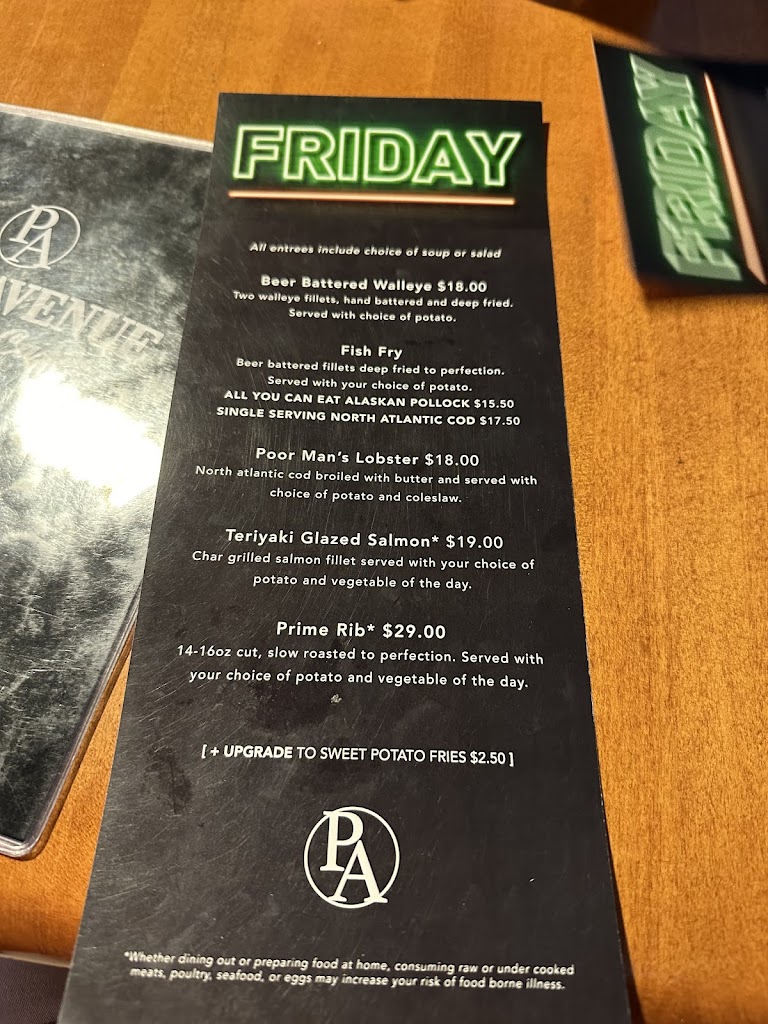 FRIDAY
All entrees include choice of soup or salad
Beer Battered Walleye $18.00
Two walleye fillets, hand battered and deep fried.
Served with choice of potato.
Fish Fry
Beer battered fillets deep fried to perfection.
Served with your choice of potato.
ALL YOU CAN EAT ALASKAN POLLOCK $15.50
SINGLE SERVING NORTH ATLANTIC COD $17.50
Poor Man's Lobster $18.00
North atlantic cod broiled with butter and served with
choice of potato and coleslaw.
Teriyaki Glazed Salmon* $19.00
Char grilled salmon fillet served with your choice of
potato and vegetable of the day.
Prime Rib* $29.00
14-16oz cut, slow roasted to perfection. Served with
your choice of potato and vegetable of the day.
[ + UPGRADE TO SWEET POTATO FRIES $2.50 ]
PA
*Whether dining out or preparing food at home, consuming raw or under cooked
meats, poultry, seafood, or eggs may increase your risk of food borne illness.
PA
AVENUE
FRIDAY